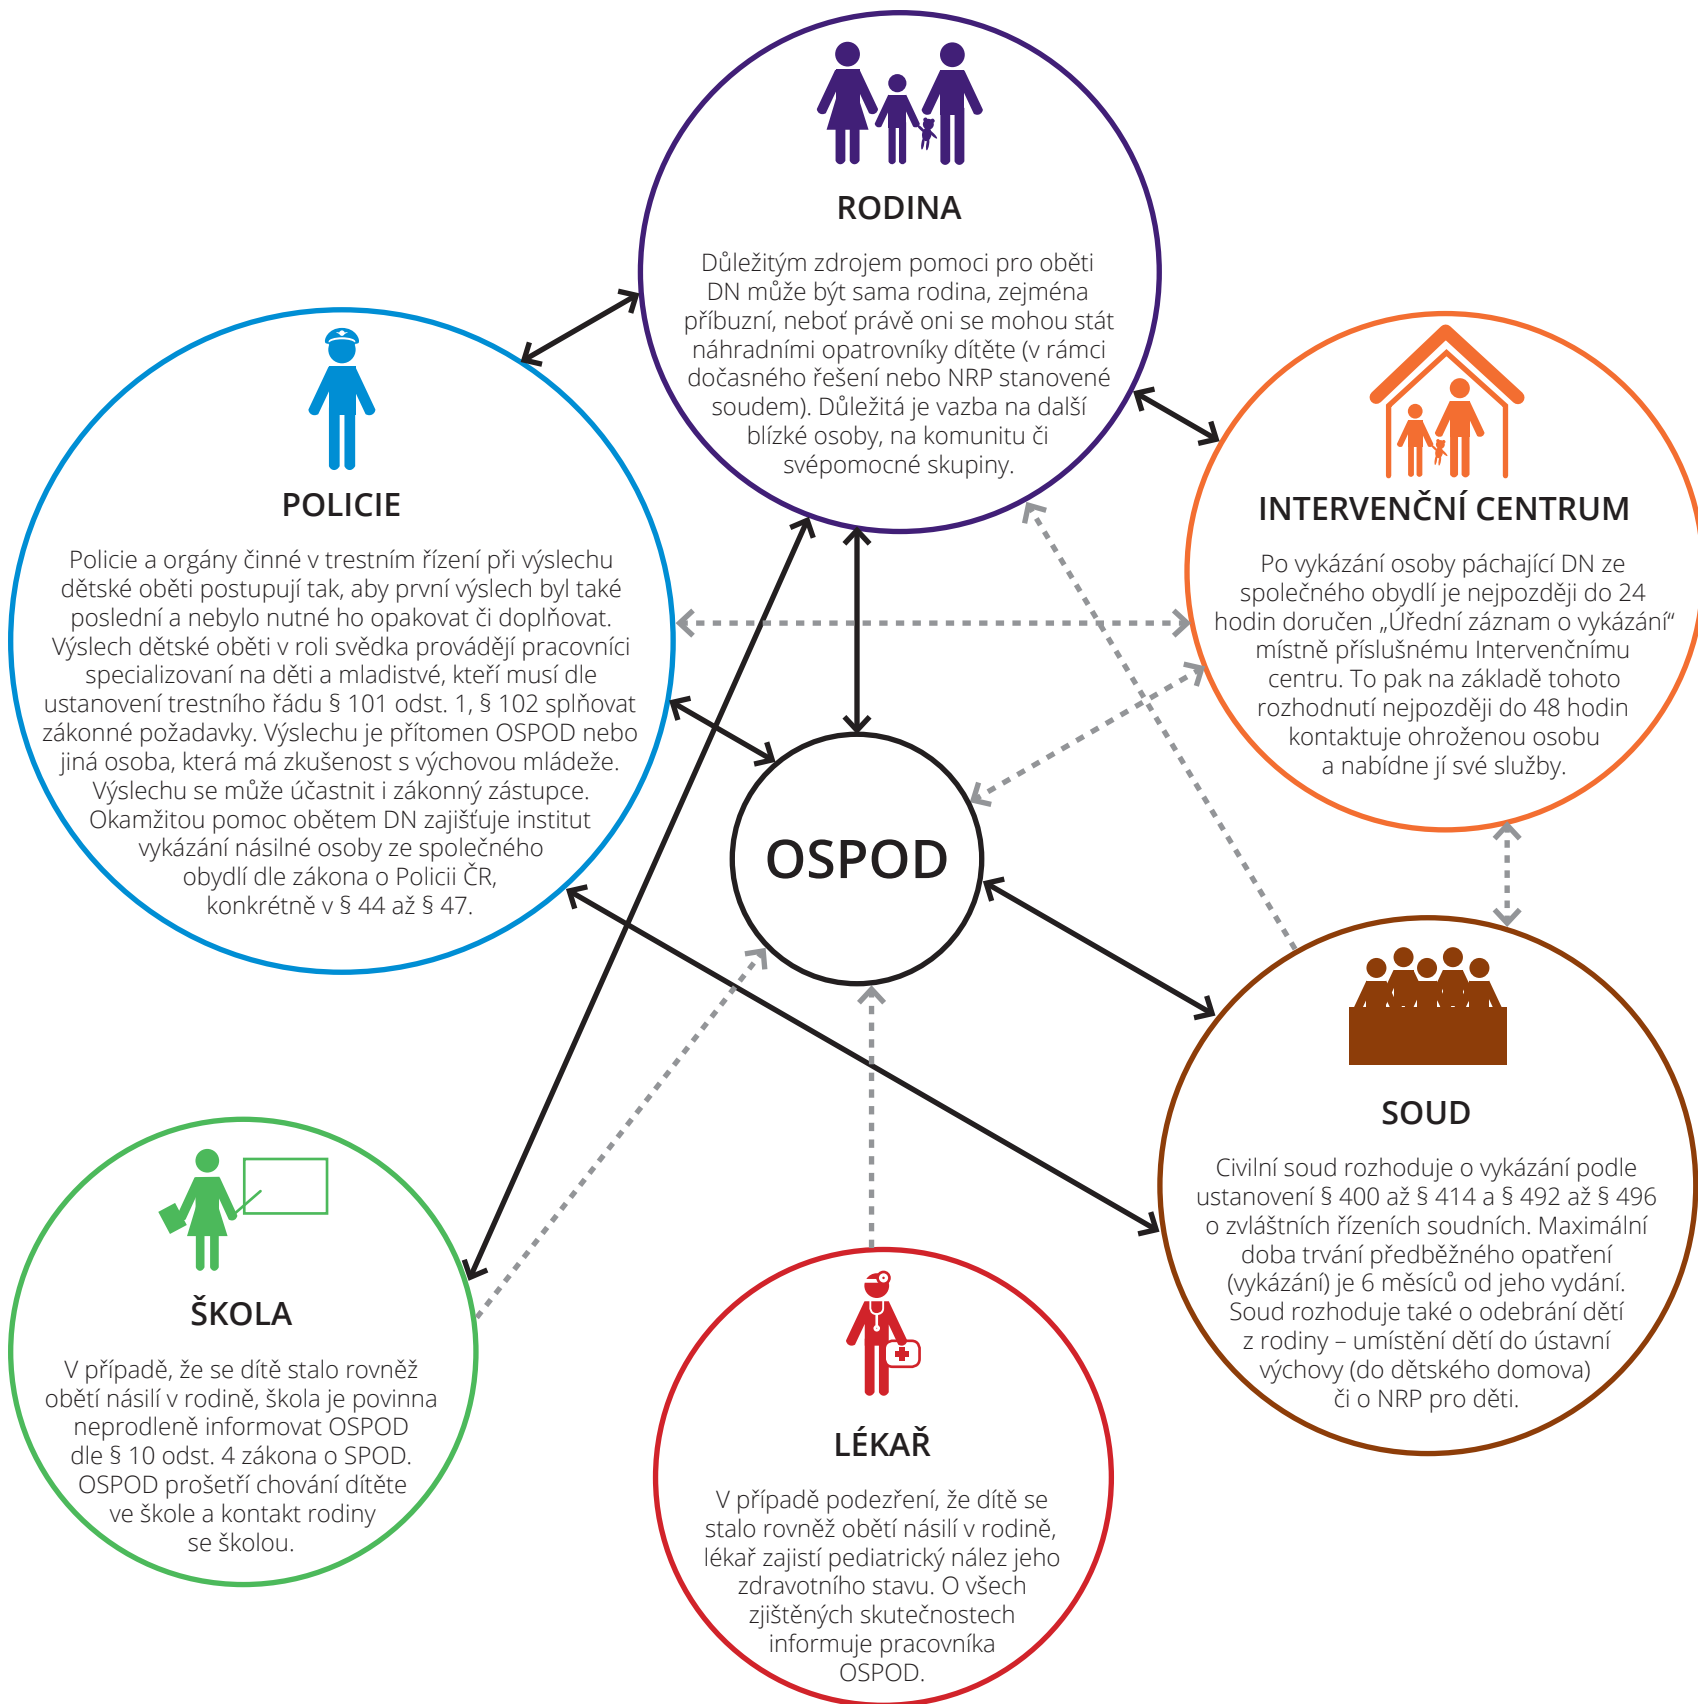 RODINA
Důležitým zdrojem pomoci pro oběti
DN může být sama rodina, zejména
příbuzní, neboť právě oni se mohou stát
náhradními opatrovníky dítěte (v rámci
dočasného řešení nebo NRP stanovené
soudem). Důležitá je vazba na další
blízké osoby, na komunitu či
svépomocné skupiny.
POLICIE
Policie a orgány činné v trestním řízení při výslechu
dětské oběti postupují tak, aby první výslech byl také
poslední a nebylo nutné ho opakovat či doplňovat.
Výslech dětské oběti v roli svědka provádějí pracovníci
specializovaní na děti a mladistvé, kteří musí dle
ustanovení trestního řádu § 101 odst. 1, § 102 splňovat
zákonné požadavky. Výslechu je přítomen OSPOD nebo
jiná osoba, která má zkušenost s výchovou mládeže.
Výslechu se může účastnit i zákonný zástupce.
Okamžitou pomoc obětem DN zajišťuje institut
vykázání násilné osoby ze společného
obydlí dle zákona o Policii ČR,
konkrétně v § 44 až § 47.
INTERVENČNÍ CENTRUM
Po vykázání osoby páchající DN ze
společného obydlí je nejpozději do 24
hodin doručen „Úřední záznam o vykázání“
místně příslušnému Intervenčnímu
centru. To pak na základě tohoto
rozhodnutí nejpozději do 48 hodin
kontaktuje ohroženou osobu
a nabídne jí své služby.
OSPOD
SOUD
Civilní soud rozhoduje o vykázání podle
ustanovení § 400 až § 414 a § 492 až § 496
o zvláštních řízeních soudních. Maximální
doba trvání předběžného opatření
(vykázání) je 6 měsíců od jeho vydání.
Soud rozhoduje také o odebrání dětí
z rodiny – umístění dětí do ústavní
výchovy (do dětského domova)
či o NRP pro děti.
ŠKOLA
V případě, že se dítě stalo rovněž
obětí násilí v rodině, škola je povinna
neprodleně informovat OSPOD
dle § 10 odst. 4 zákona o SPOD.
OSPOD prošetří chování dítěte
ve škole a kontakt rodiny
se školou.
LÉKAŘ
V případě podezření, že dítě se
stalo rovněž obětí násilí v rodině,
lékař zajistí pediatrický nález jeho
zdravotního stavu. O všech
zjištěných skutečnostech
informuje pracovníka
OSPOD.